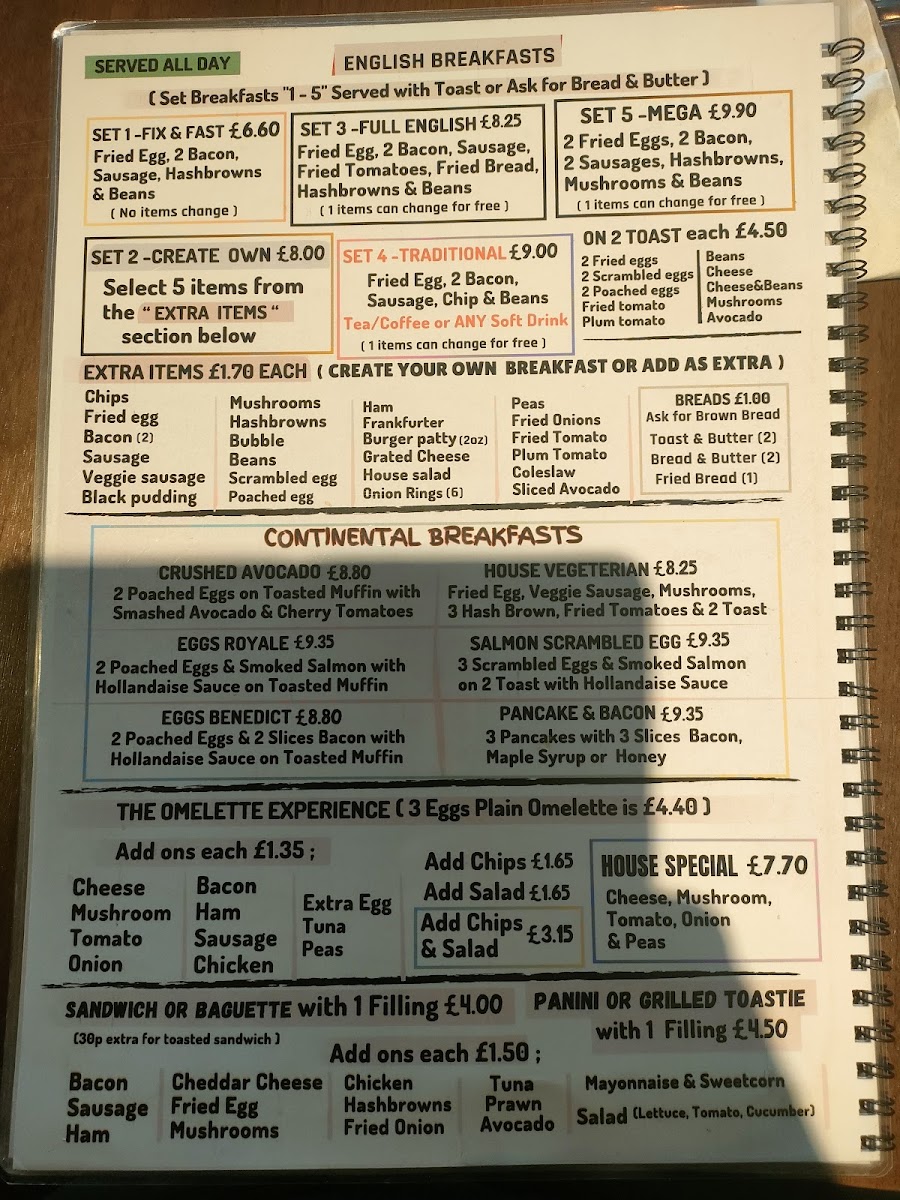 SERVED ALL DAY
ENGLISH BREAKFASTS
( Set Breakfasts "1 - 5" Served with Toast or Ask for Bread & Butter )
SET 1 -FIX & FAST £6.60
Fried Egg, 2 Bacon,
Sausage, Hashbrowns
& Beans
( No items change )
SET 3 -FULL ENGLISH £8.25
Fried Egg, 2 Bacon, Sausage,
Fried Tomatoes, Fried Bread,
Hashbrowns & Beans
( 1 items can change for free )
SET 5 -MEGA £9.90
2 Fried Eggs, 2 Bacon,
2 Sausages, Hashbrowns,
Mushrooms & Beans
( 1 items can change for free )
SET 2 -CREATE OWN £8.00
Select 5 items from
the " EXTRA ITEMS "
section below
SET 4 -TRADITIONAL £9.00
Fried Egg, 2 Bacon,
Sausage, Chip & Beans
Tea/Coffee or ANY Soft Drink
( 1 items can change for free )
ON 2 TOAST each £4.50
2 Fried eggs
2 Scrambled eggs
2 Poached eggs
Fried tomato
Plum tomato
Beans
Cheese
Cheese&Beans
Mushrooms
Avocado
EXTRA ITEMS £1.70 EACH ( CREATE YOUR OWN BREAKFAST OR ADD AS EXTRA )
Chips
Fried egg
Bacon (2)
Sausage
Veggie sausage
Black pudding
Mushrooms
Hashbrowns
Bubble
Beans
Scrambled egg
Poached egg
Ham
Frankfurter
Burger patty (2oz)
Grated Cheese
House salad
Onion Rings (6)
Peas
Fried Onions
Fried Tomato
Plum Tomato
Coleslaw
Sliced Avocado
BREADS £1.00
Ask for Brown Bread
Toast & Butter (2)
Bread & Butter (2)
Fried Bread (1)
CONTINENTAL BREAKFASTS
CRUSHED AVOCADO £8.80
2 Poached Eggs on Toasted Muffin with
Smashed Avocado & Cherry Tomatoes
HOUSE VEGETERIAN £8.25
Fried Egg, Veggie Sausage, Mushrooms,
3 Hash Brown, Fried Tomatoes & 2 Toast
EGGS ROYALE £9.35
2 Poached Eggs & Smoked Salmon with
Hollandaise Sauce on Toasted Muffin
SALMON SCRAMBLED EGG £9.35
3 Scrambled Eggs & Smoked Salmon
on 2 Toast with Hollandaise Sauce
EGGS BENEDICT £8.80
2 Poached Eggs & 2 Slices Bacon with
Hollandaise Sauce on Toasted Muffin
PANCAKE & BACON £9.35
3 Pancakes with 3 Slices Bacon,
Maple Syrup or Honey
THE OMELETTE EXPERIENCE ( 3 Eggs Plain Omelette is £4.40 )
Add ons each £1.35 ;
Cheese
Mushroom
Tomato
Onion
Bacon
Ham
Sausage
Chicken
Extra Egg
Tuna
Peas
Add Chips £1.65
Add Salad £1.65
Add Chips
& Salad £3.15
HOUSE SPECIAL £7.70
Cheese, Mushroom,
Tomato, Onion
& Peas
SANDWICH OR BAGUETTE with 1 Filling £4.00
(30p extra for toasted sandwich )
PANINI OR GRILLED TOASTIE
with 1 Filling £4.50
Add ons each £1.50 ;
Bacon
Sausage
Ham
Cheddar Cheese
Fried Egg
Mushrooms
Chicken
Hashbrowns
Fried Onion
Tuna
Prawn
Avocado
Mayonnaise & Sweetcorn
Salad (Lettuce, Tomato, Cucumber)